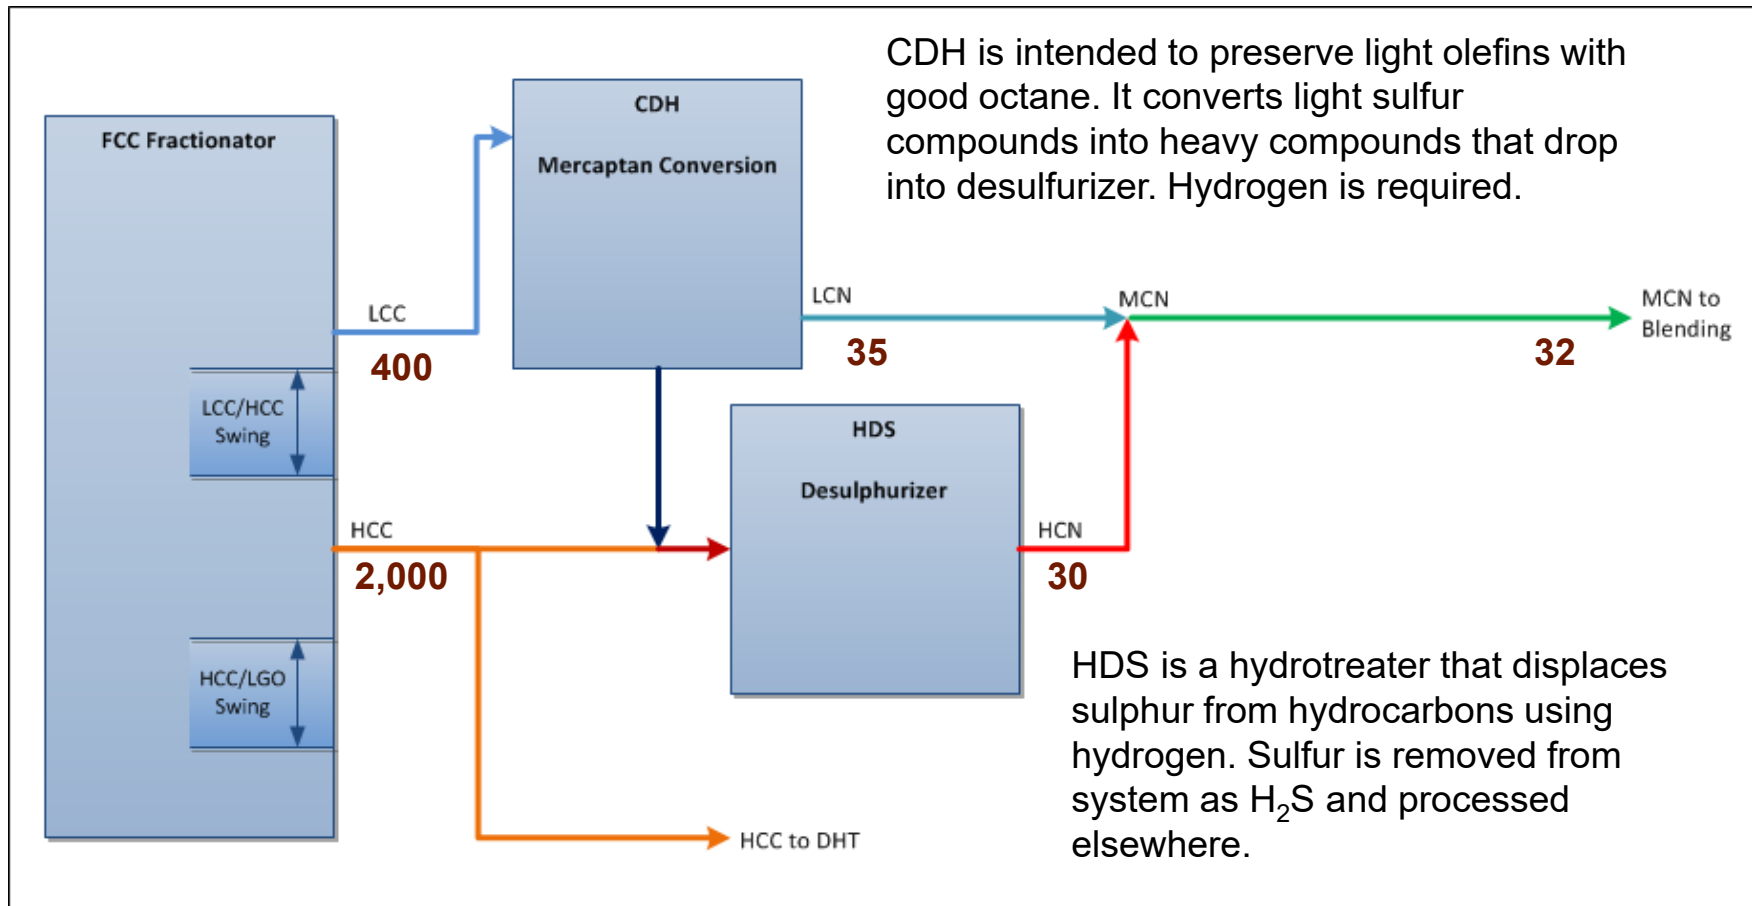 CDH is intended to preserve light olefins with
good octane. It converts light sulfur
compounds into heavy compounds that drop
into desulfurizer. Hydrogen is required.
FCC Fractionator
CDH
Mercaptan Conversion
LCC
400
LCN
35
MCN
32
MCN to
Blending
LCC/HCC
Swing
HDS
Desulphurizer
HCC
2,000
HCN
30
HCC/LGO
Swing
HCC to DHT
HDS is a hydrotreater that displaces
sulphur from hydrocarbons using
hydrogen. Sulfur is removed from
system as H₂S and processed
elsewhere.